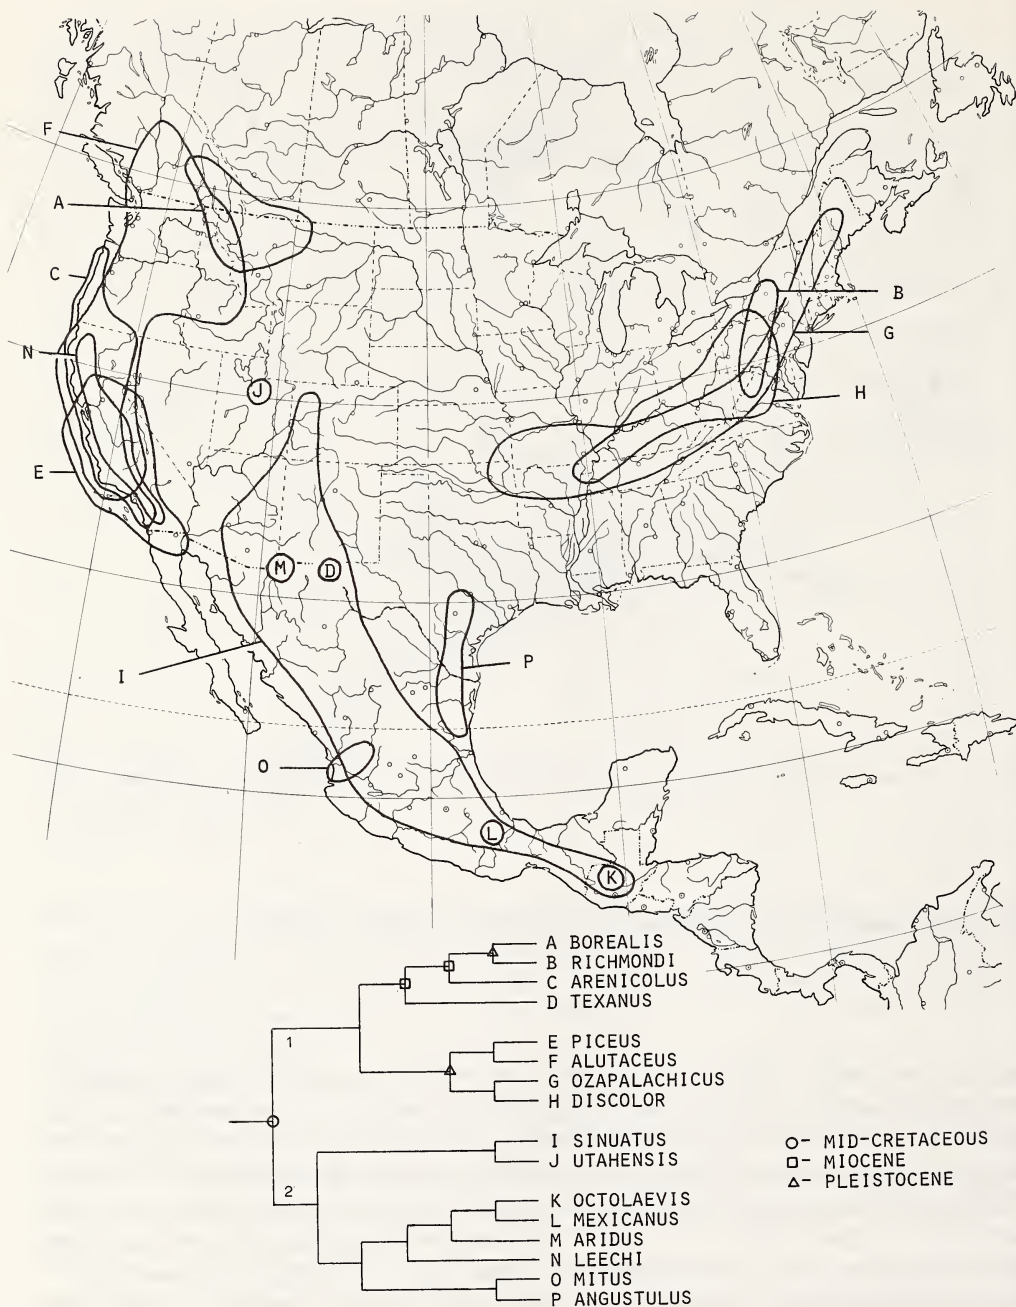 F
A
C
N
J
E
B
G
H
M
D
I
P
O
L
K
A BOREALIS
B RICHMONDI
C ARENICOLUS
D TEXANUS
1
E PICEUS
F ALUTACEUS
G OZAPALACHICUS
H DISCOLOR
I SINUATUS
J UTAHENSIS
2
K OCTOLAEVIS
L MEXICANUS
M ARIDUS
N LEECHI
O MITUS
P ANGUSTULUS
O- MID-CRETACEOUS
□- MIOCENE
△- PLEISTOCENE